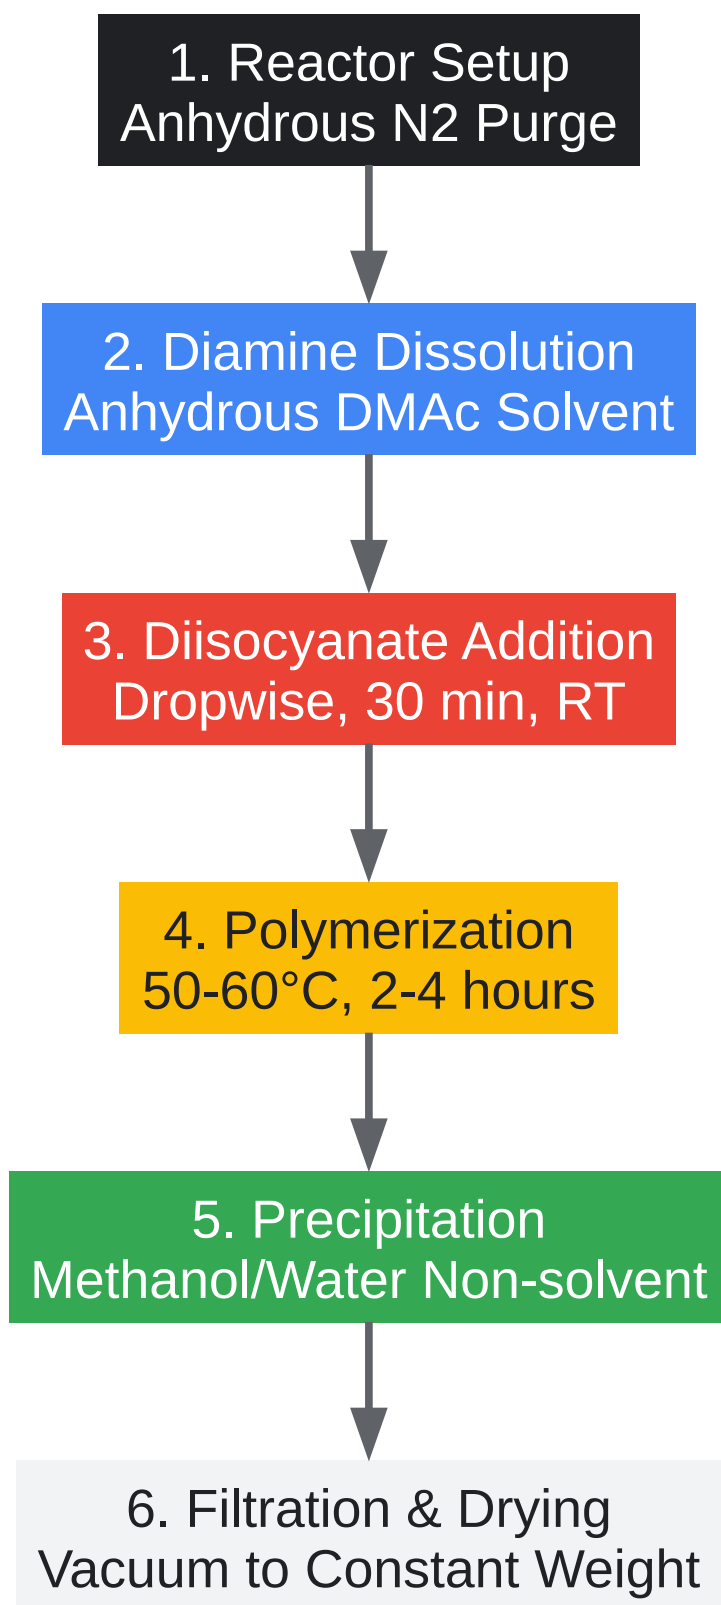 1. Reactor Setup
Anhydrous N2 Purge
2. Diamine Dissolution
Anhydrous DMAc Solvent
3. Diisocyanate Addition
Dropwise, 30 min, RT
4. Polymerization
50-60°C, 2-4 hours
5. Precipitation
Methanol/Water Non-solvent
6. Filtration & Drying
Vacuum to Constant Weight